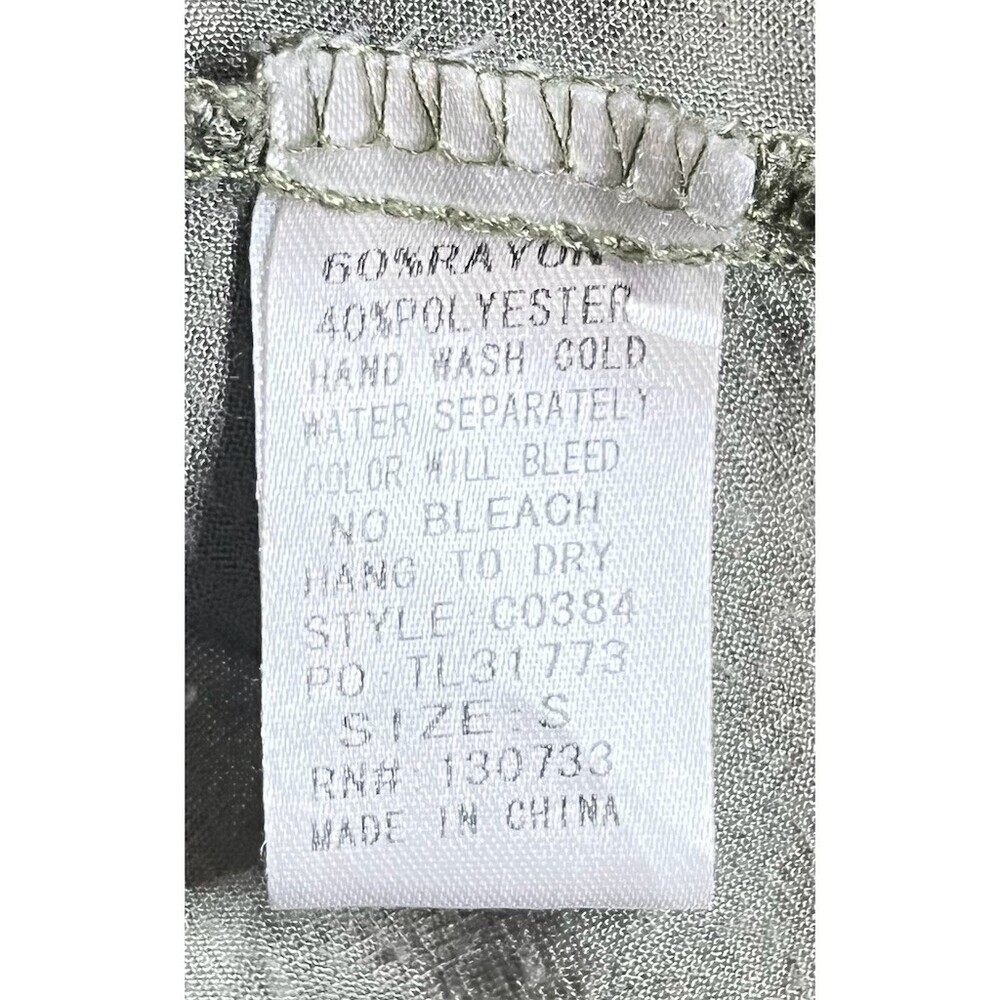 60%RAYON
40%POLYESTER
HAND WASH COLD
WATER SEPARATELY
COLOR WILL BLEED
NO BLEACH
HANG TO DRY
STYLE:C0384
PO:TL31773
SIZE:S
RN#:130733
MADE IN CHINA